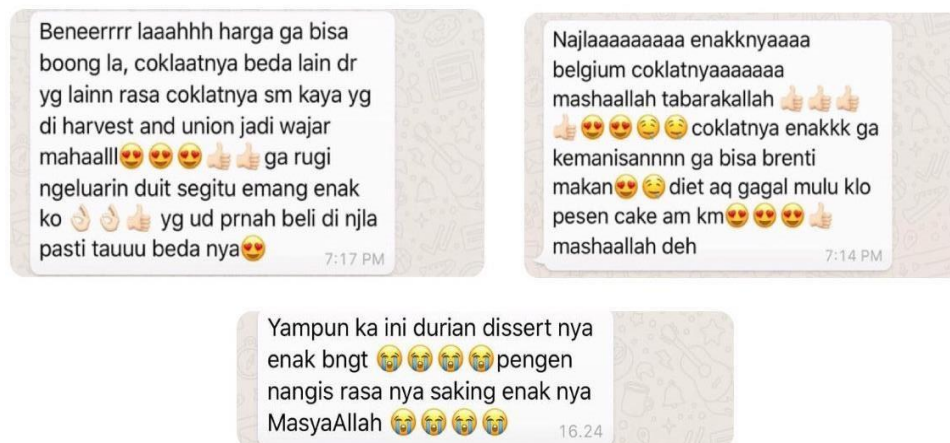 Beneerrrr laaahhh harga ga bisa
boong la, coklaatnya beda lain dr
yg lainn rasa coklatnya sm kaya yg
di harvest and union jadi wajar
mahaalll😍😍😍👍🏻👍🏻ga rugi
ngeluarin duit segitu emang enak
ko 👌🏻👌🏻👍🏻 yg ud prnah beli di njla
pasti tauuu beda nya😍
7:17 PM
Najlaaaaaaaaa enakknyaaaa
belgium coklatnyaaaaaaa
mashaallah tabarakallah 👍🏻👍🏻👍🏻
👍🏻😍😍🤤🤤coklatnya enakkk ga
kemanisannnn ga bisa brenti
makan😍🤤diet aq gagal mulu klo
pesen cake am km😍😍😍👍🏻
mashaallah deh
7:14 PM
Yampun ka ini durian dissert nya
enak bngt 😭😭😭😭pengen
nangis rasa nya saking enak nya
MasyaAllah 😭😭😭😭
16.24